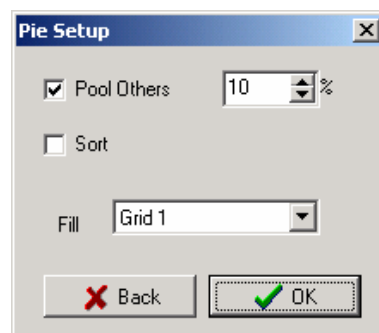 Pie Setup
Pool Others 10 %
Sort
Fill Grid 1
Back OK